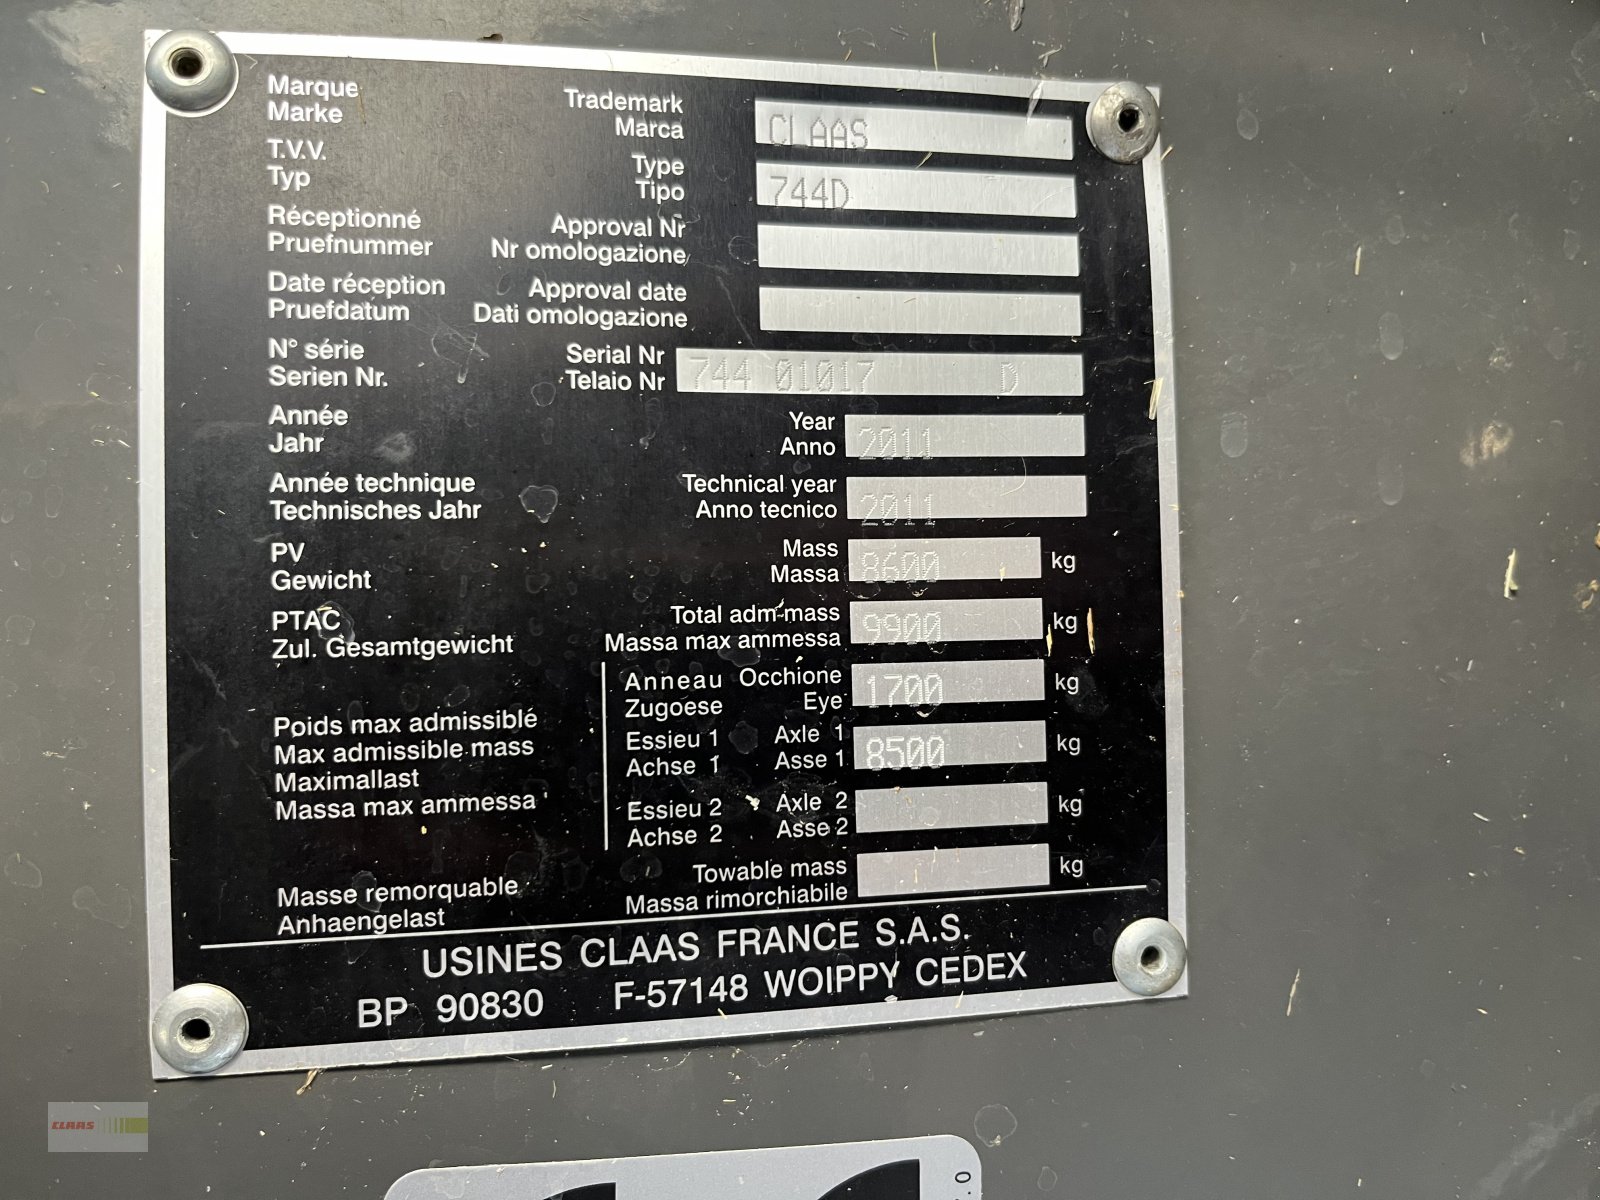 Marque Trademark CLAAS
Marke Marca
T.V.V. Type 744D
Typ Tipo
Réceptionné Approval Nr
Pruefnummer Nr omologazione
Date réception Approval date
Pruefdatum Dati omologazione
N° série Serial Nr 744 01017 D
Serien Nr. Telaio Nr
Année Year 2011
Jahr Anno
Année technique Technical year 2011
Technisches Jahr Anno tecnico
PV Mass 8600 kg
Gewicht Massa
PTAC Total adm mass 9900 kg
Zul. Gesamtgewicht Massa max ammessa
Anneau Occhione 1700 kg
Zugoese Eye
Poids max admissiblé Essieu 1 Axle 1 8500 kg
Max admissible mass Achse 1 Asse 1
Maximallast
Massa max ammessa Essieu 2 Axle 2 kg
Achse 2 Asse 2
Masse remorquable Towable mass kg
Anhaengelast Massa rimorchiabile
USINES CLAAS FRANCE S.A.S.
BP 90830 F-57148 WOIPPY CEDEX
CLAAS